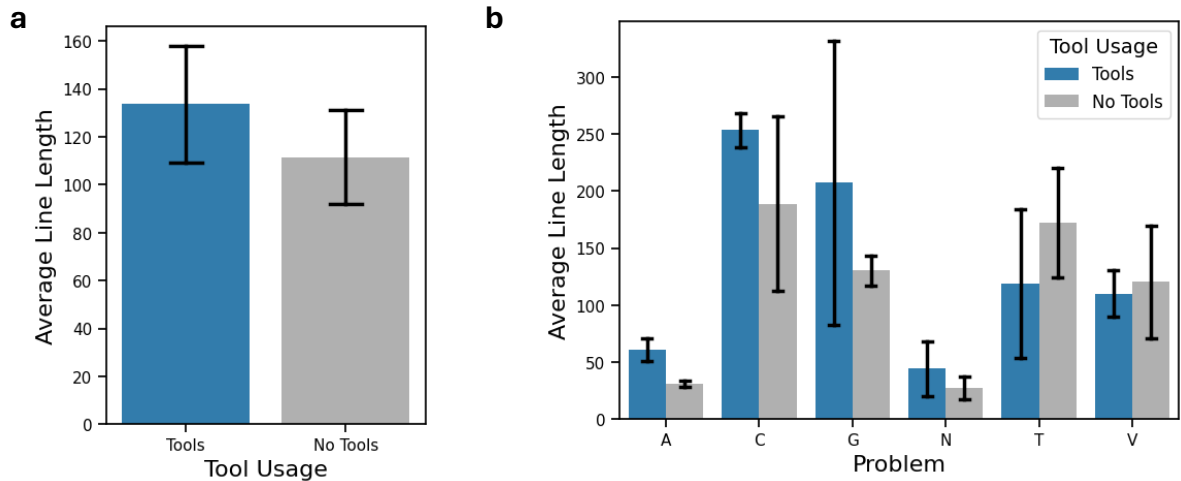 a
160
140
120
100
80
60
40
20
0
Average Line Length
Tools
No Tools
Tool Usage
b
300
250
200
150
100
50
0
Average Line Length
Tool Usage
Tools
No Tools
A
C
G
N
T
V
Problem